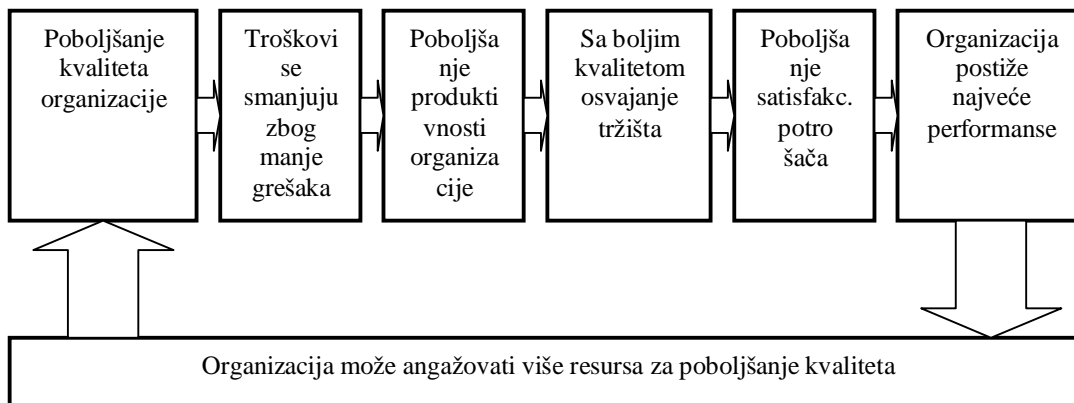 Poboljšanje
kvaliteta
organizacije
Troškovi
se
smanjuju
zbog
manje
grešaka
Poboljša
nje
produkti
vnosti
organiza
cije
Sa boljim
kvalitetom
osvajanje
tržišta
Poboljša
nje
satisfakc.
potro
šača
Organizacija
postiže
najveće
performanse
Organizacija može angažovati više resursa za poboljšanje kvaliteta